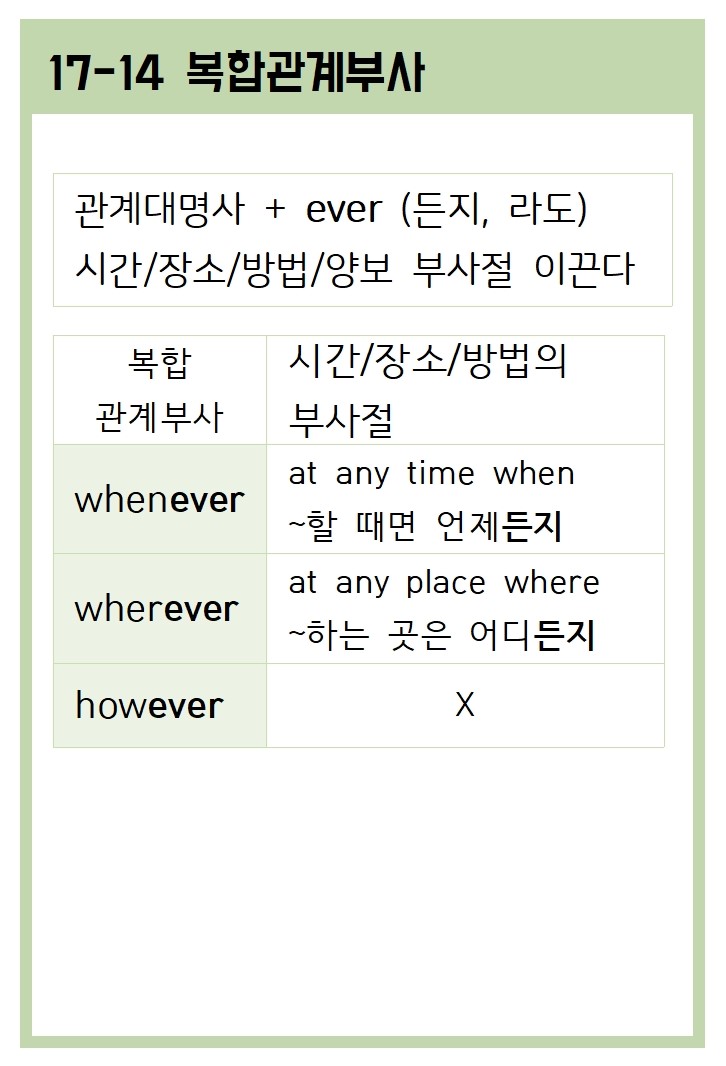 17-14 복합관계부사
관계대명사 + ever (든지, 라도)
시간/장소/방법/양보 부사절 이끈다
복합
관계부사
시간/장소/방법의
부사절
whenever
at any time when
~할 때면 언제든지
wherever
at any place where
~하는 곳은 어디든지
however
X